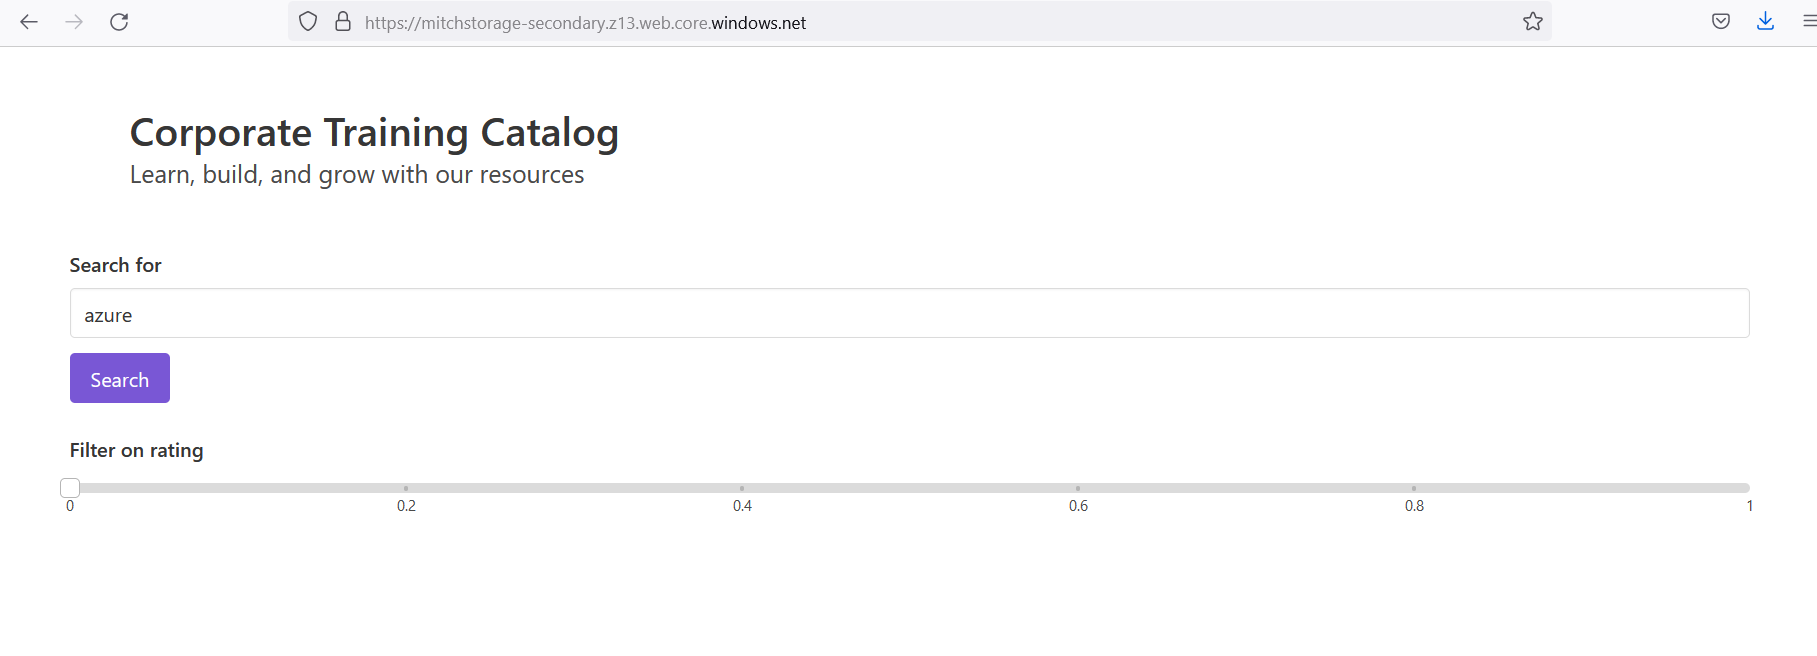 https://mitchstorage-secondary.z13.web.core.windows.net
Corporate Training Catalog
Learn, build, and grow with our resources
Search for
azure
Search
Filter on rating
0 0.2 0.4 0.6 0.8 1